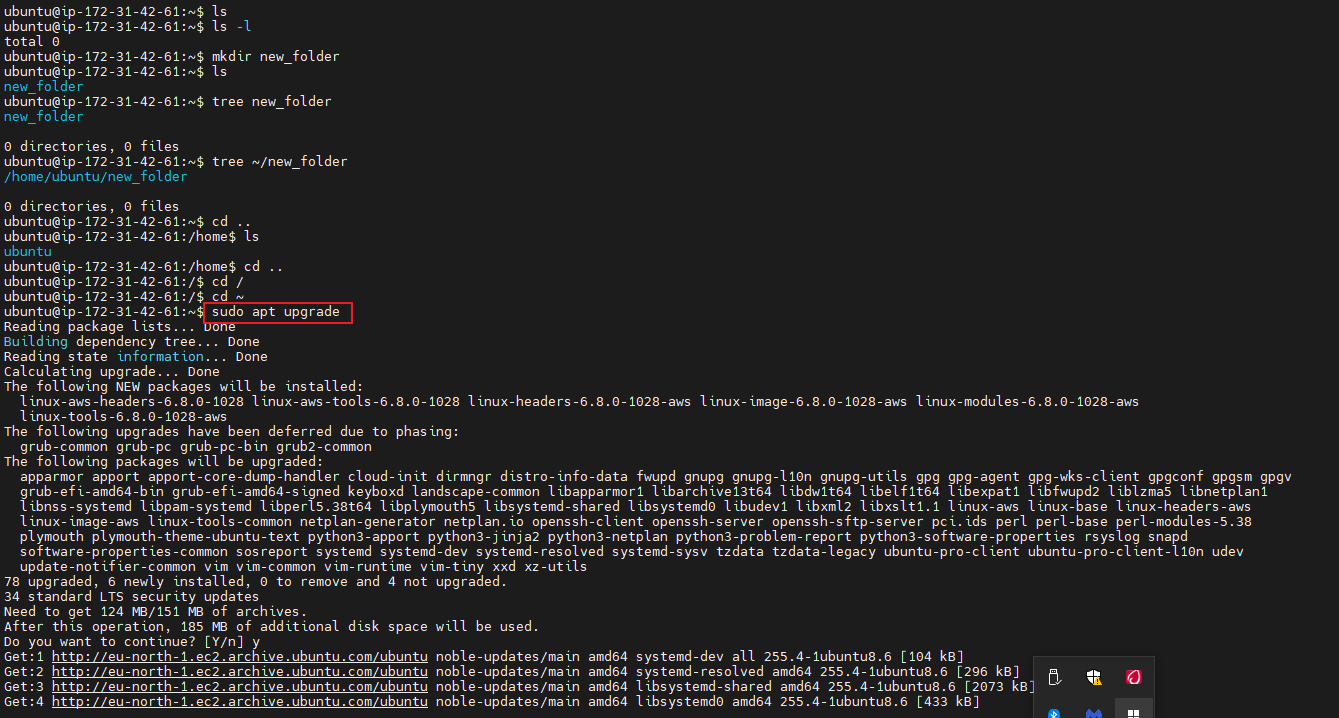 ubuntu@ip-172-31-42-61:~$ ls
ubuntu@ip-172-31-42-61:~$ ls -l
total 0
ubuntu@ip-172-31-42-61:~$ mkdir new_folder
ubuntu@ip-172-31-42-61:~$ ls
new_folder
ubuntu@ip-172-31-42-61:~$ tree new_folder
new_folder
0 directories, 0 files
ubuntu@ip-172-31-42-61:~$ tree ~/new_folder
/home/ubuntu/new_folder
0 directories, 0 files
ubuntu@ip-172-31-42-61:~$ cd ..
ubuntu@ip-172-31-42-61:/home$ ls
ubuntu
ubuntu@ip-172-31-42-61:/home$ cd ..
ubuntu@ip-172-31-42-61:/$ cd /
ubuntu@ip-172-31-42-61:/$ cd ~
ubuntu@ip-172-31-42-61:~$ sudo apt upgrade
Reading package lists... Done
Building dependency tree... Done
Reading state information... Done
Calculating upgrade... Done
The following NEW packages will be installed:
linux-aws-headers-6.8.0-1028 linux-aws-tools-6.8.0-1028 linux-headers-6.8.0-1028-aws linux-image-6.8.0-1028-aws linux-modules-6.8.0-1028-aws
linux-tools-6.8.0-1028-aws
The following upgrades have been deferred due to phasing:
grub-common grub-pc grub-pc-bin grub2-common
The following packages will be upgraded:
apparmor apport apport-core-dump-handler cloud-init dirmngr distro-info-data fwupd gnupg gnupg-l10n gnupg-utils gpg gpg-agent gpg-wks-client gpgconf gpgsm gpgv
grub-efi-amd64-bin grub-efi-amd64-signed keyboxd landscape-common libapparmor1 libarchive13t64 libdw1t64 libelf1t64 libexpat1 libfwupd2 liblzma5 libnetplan1
libnss-systemd libpam-systemd libperl5.38t64 libplymouth5 libsystemd-shared libsystemd0 libudev1 libxml2 libxslt1.1 linux-aws linux-base linux-headers-aws
linux-image-aws linux-tools-common netplan-generator netplan.io openssh-client openssh-server openssh-sftp-server pci.ids perl perl-base perl-modules-5.38
plymouth plymouth-theme-ubuntu-text python3-apport python3-jinja2 python3-netplan python3-problem-report python3-software-properties rsyslog snapd
software-properties-common sosreport systemd systemd-dev systemd-resolved systemd-sysv tzdata tzdata-legacy ubuntu-pro-client ubuntu-pro-client-l10n udev
update-notifier-common vim vim-common vim-runtime vim-tiny xxd xz-utils
78 upgraded, 6 newly installed, 0 to remove and 4 not upgraded.
34 standard LTS security updates
Need to get 124 MB/151 MB of archives.
After this operation, 185 MB of additional disk space will be used.
Do you want to continue? [Y/n] y
Get:1 http://eu-north-1.ec2.archive.ubuntu.com/ubuntu noble-updates/main amd64 systemd-dev all 255.4-1ubuntu8.6 [104 kB]
Get:2 http://eu-north-1.ec2.archive.ubuntu.com/ubuntu noble-updates/main amd64 systemd-resolved amd64 255.4-1ubuntu8.6 [296 kB]
Get:3 http://eu-north-1.ec2.archive.ubuntu.com/ubuntu noble-updates/main amd64 libsystemd-shared amd64 255.4-1ubuntu8.6 [2073 kB]
Get:4 http://eu-north-1.ec2.archive.ubuntu.com/ubuntu noble-updates/main amd64 libsystemd0 amd64 255.4-1ubuntu8.6 [433 kB]